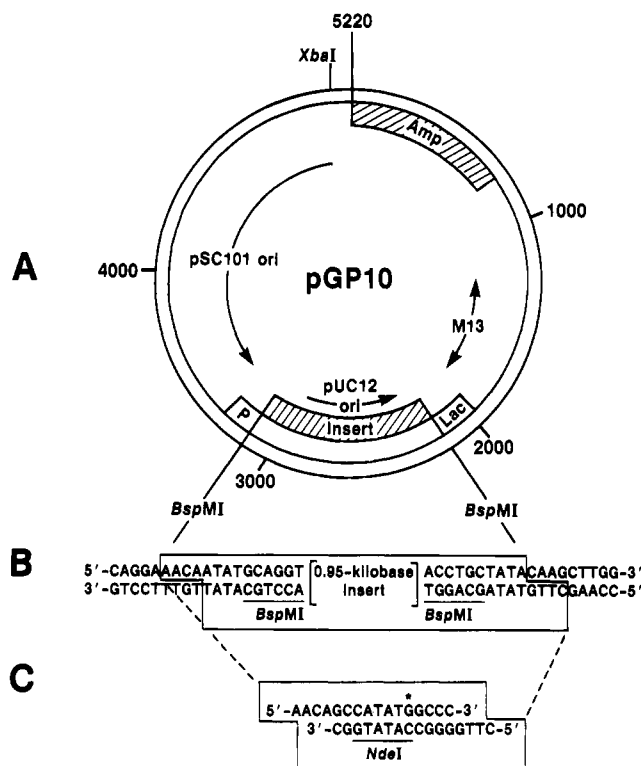 5220
XbaI
Amp
1000
pSC101 ori
4000
A
pGP10
M13
pUC12
ori
Insert
P
Lac
2000
3000
BspMI
BspMI
B
5'-CAGGAAACAATATGCAGGT
0.95-kilobase
ACCTGCTATACAAGCTTGG-3'
3'-GTCCTTTGTTATACGTCCA
Insert
TGGACGATATGTTCGAACC-5'
BspMI
BspMI
C
*
5'-AACAGCCATATGGCCC-3'
3'-CGGTATACCGGGGTTC-5'
NdeI